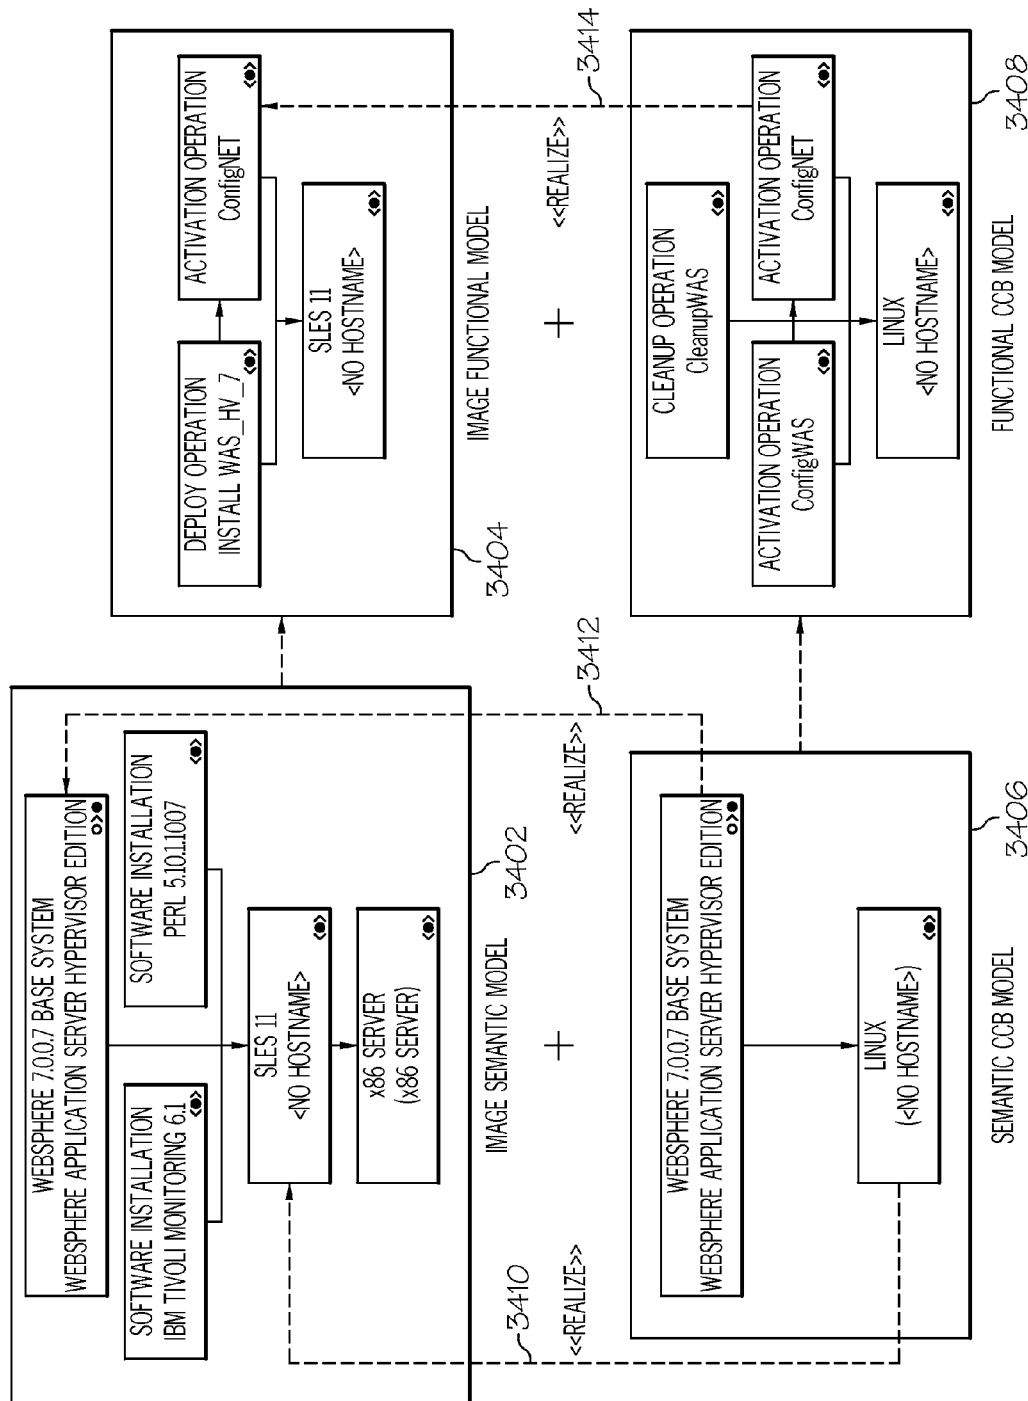 WEBSPHERE 7.0.0.7 BASE SYSTEM
WEBSPHERE APPLICATION SERVER HYPERVISOR EDITION
SOFTWARE INSTALLATION
IBM TIVOLI MONITORING 6.1
SOFTWARE INSTALLATION
PERL 5.10.1.1007
SLES 11
<NO HOSTNAME>
x86 SERVER
(x86 SERVER)
3402
IMAGE SEMANTIC MODEL
DEPLOY OPERATION
INSTALL WAS_HV_7
ACTIVATION OPERATION
ConfigNET
SLES 11
<NO HOSTNAME>
3404
IMAGE FUNCTIONAL MODEL
3410
<<REALIZE>>
+
<<REALIZE>>
3412
+
<<REALIZE>>
3414
WEBSPHERE 7.0.0.7 BASE SYSTEM
WEBSPHERE APPLICATION SERVER HYPERVISOR EDITION
LINUX
(<NO HOSTNAME>)
3406
SEMANTIC CCB MODEL
CLEANUP OPERATION
CleanupWAS
ACTIVATION OPERATION
ConfigWAS
ACTIVATION OPERATION
ConfigNET
LINUX
<NO HOSTNAME>
3408
FUNCTIONAL CCB MODEL